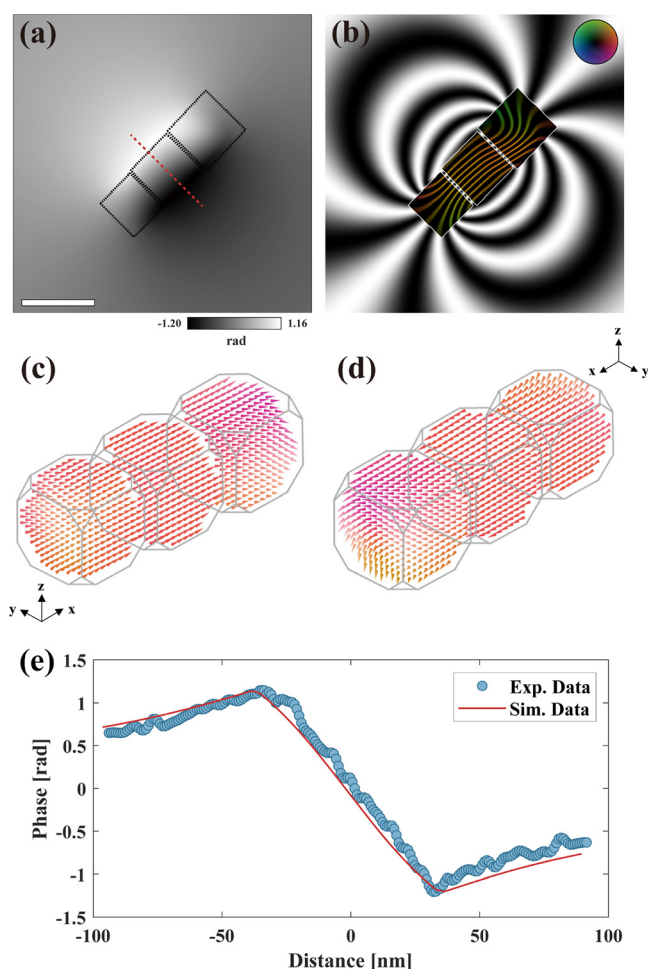 (a)
(b)
-1.20
1.16
rad
z
x
y
(c)
(d)
z
y
x
(e)
1.5
1
0.5
0
-0.5
-1
-1.5
Phase [rad]
Exp. Data
Sim. Data
-100
-50
0
50
100
Distance [nm]